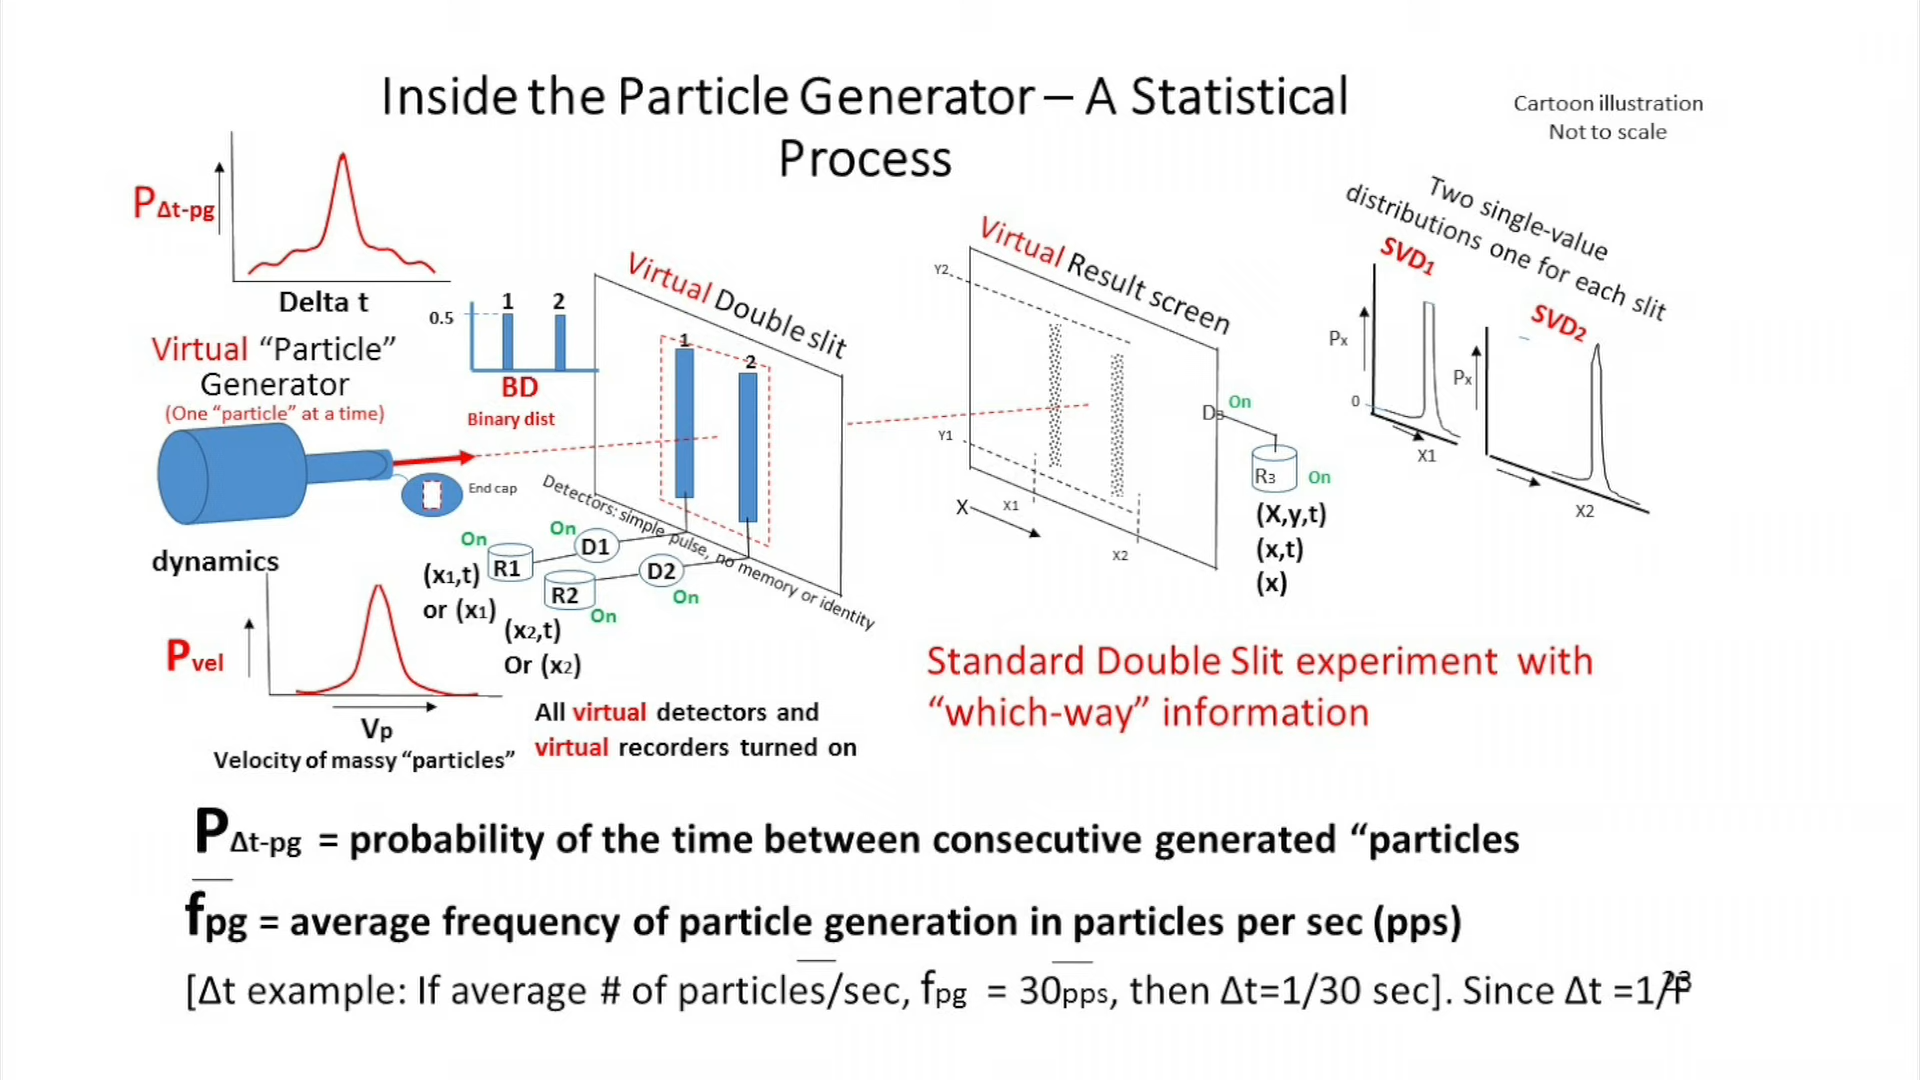 Inside the Particle Generator – A Statistical
Process
Cartoon illustration
Not to scale
PΔt-pg
Delta t
Virtual “Particle”
Generator
(One “particle” at a time)
0.5
1
2
BD
Binary dist
End cap
Virtual Double slit
1
2
Detectors: simple pulse, no memory or identity
On
On
D1
R1
D2
R2
On
On
(x1,t)
or (x1)
(x2,t)
Or (x2)
dynamics
Pvel
Vp
Velocity of massy “particles”
All virtual detectors and
virtual recorders turned on
Virtual Result screen
Y2
Y1
X
X1
X2
D3
On
R3
On
(X,y,t)
(x,t)
(x)
Two single-value
distributions one for each slit
SVD1
Px
0
X1
SVD2
Px
X2
Standard Double Slit experiment with
“which-way” information
PΔt-pg = probability of the time between consecutive generated “particles
fpg = average frequency of particle generation in particles per sec (pps)
[Δt example: If average # of particles/sec, fpg = 30pps, then Δt=1/30 sec]. Since Δt =1/F
23